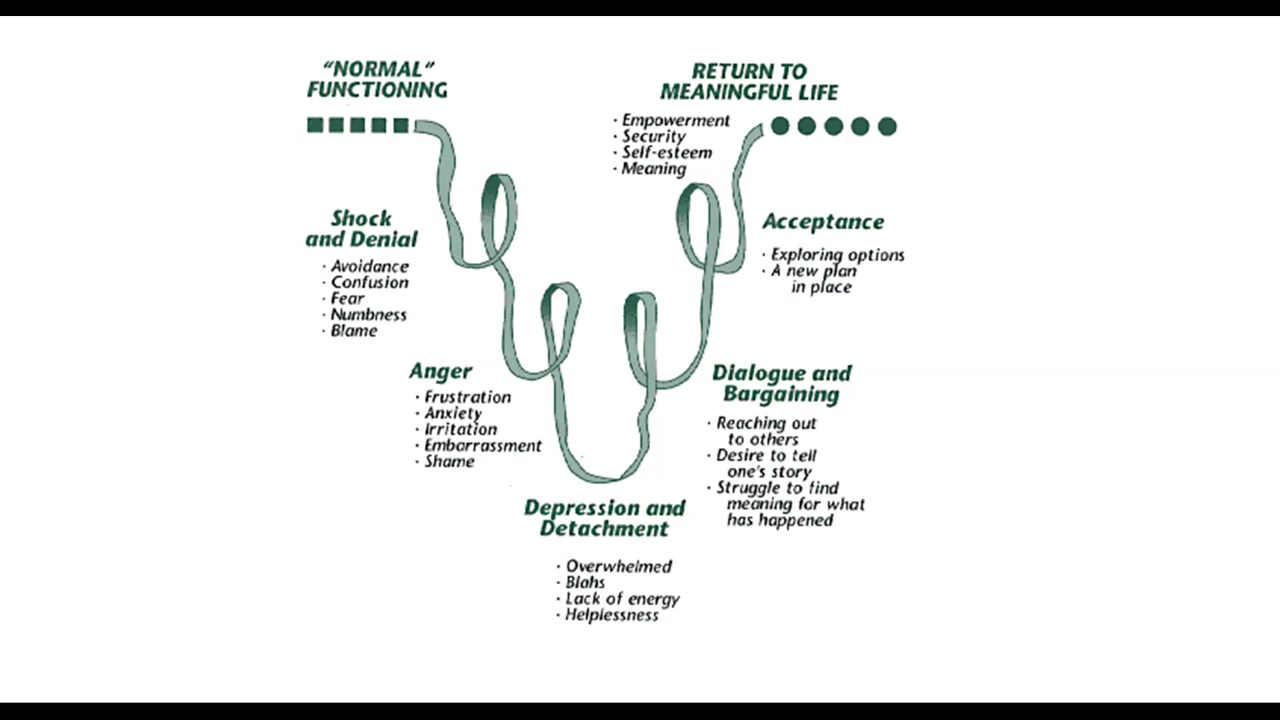 “NORMAL”
FUNCTIONING
Shock
and Denial
· Avoidance
· Confusion
· Fear
· Numbness
· Blame
Anger
· Frustration
· Anxiety
· Irritation
· Embarrassment
· Shame
Depression and
Detachment
· Overwhelmed
· Blahs
· Lack of energy
· Helplessness
Dialogue and
Bargaining
· Reaching out
to others
· Desire to tell
one's story
· Struggle to find
meaning for what
has happened
Acceptance
· Exploring options
· A new plan
in place
RETURN TO
MEANINGFUL LIFE
· Empowerment
· Security
· Self-esteem
· Meaning